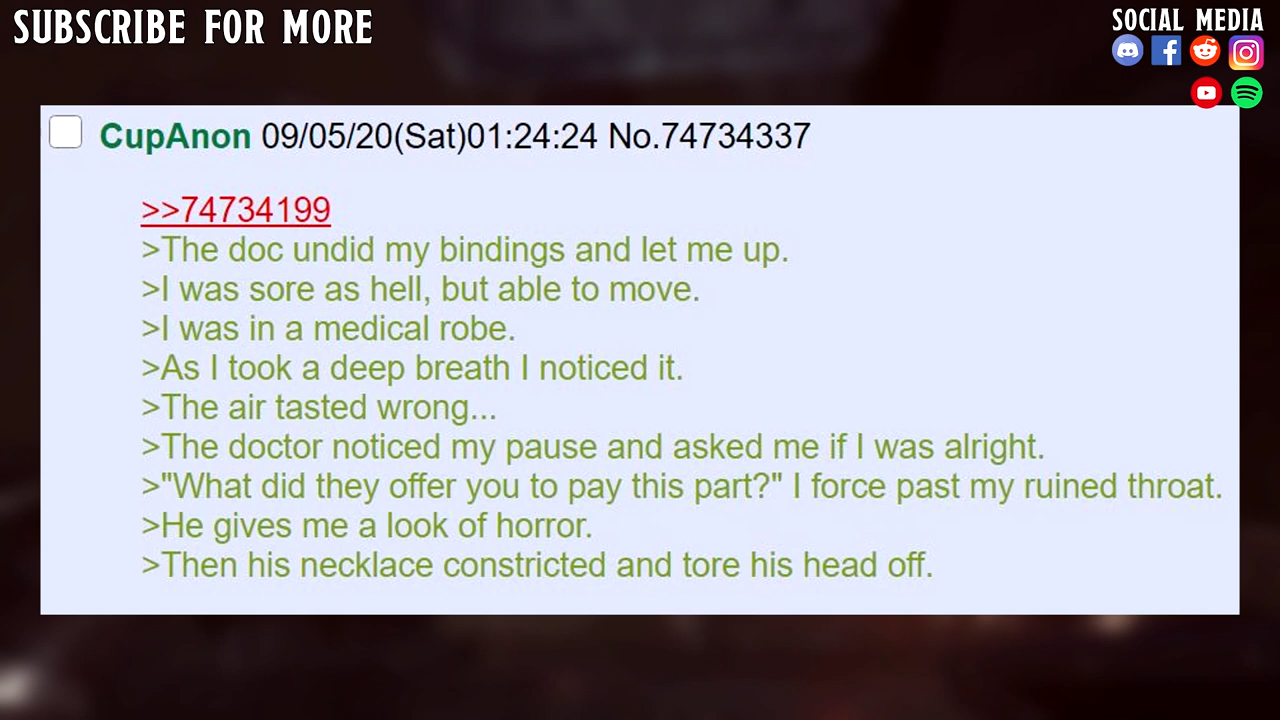 SUBSCRIBE FOR MORE
SOCIAL MEDIA
CupAnon 09/05/20(Sat)01:24:24 No.74734337
>>74734199
>The doc undid my bindings and let me up.
>I was sore as hell, but able to move.
>I was in a medical robe.
>As I took a deep breath I noticed it.
>The air tasted wrong...
>The doctor noticed my pause and asked me if I was alright.
>"What did they offer you to pay this part?" I force past my ruined throat.
>He gives me a look of horror.
>Then his necklace constricted and tore his head off.